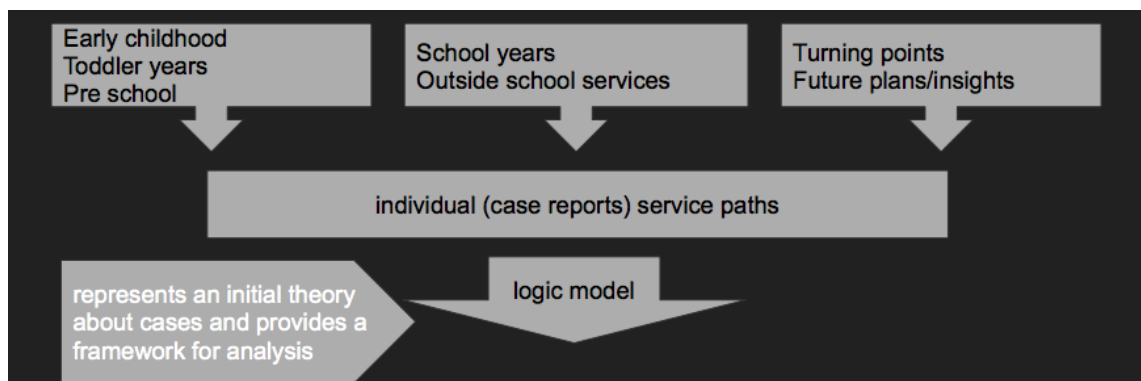 Early childhood
Toddler years
Pre school
School years
Outside school services
Turning points
Future plans/insights
individual (case reports) service paths
logic model
represents an initial theory
about cases and provides a
framework for analysis